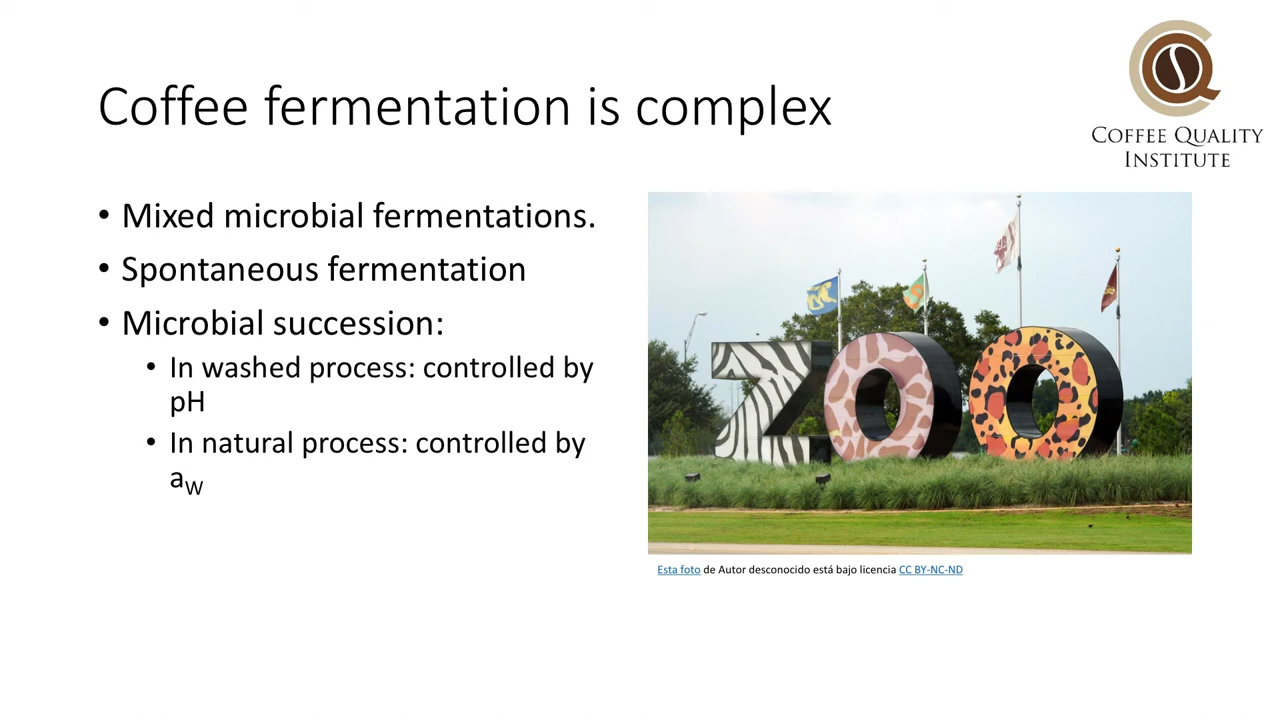 Coffee fermentation is complex
COFFEE QUALITY
INSTITUTE
• Mixed microbial fermentations.
• Spontaneous fermentation
• Microbial succession:
• In washed process: controlled by
pH
• In natural process: controlled by
aW
ZOO
Esta foto de Autor desconocido está bajo licencia CC BY-NC-ND